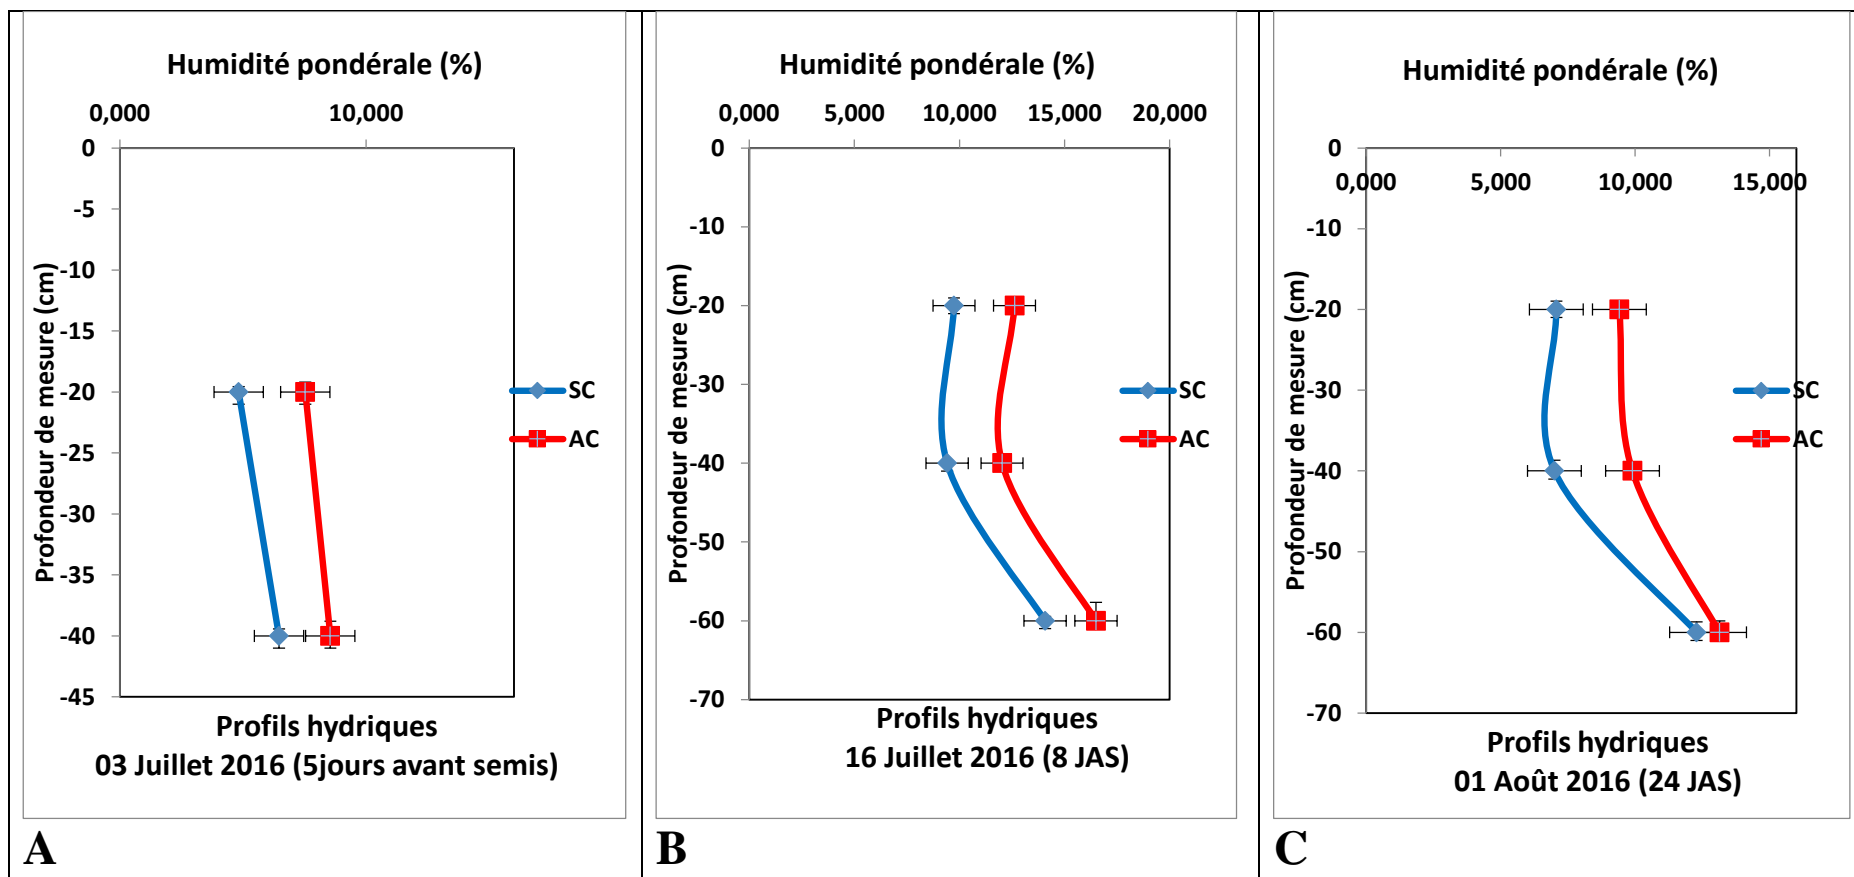 Humidité pondérale (%)
0,000 10,000
0
-5
-10
-15
-20
-25
-30
-35
-40
-45
Profondeur de mesure (cm)
SC
AC
Profils hydriques
03 Juillet 2016 (5jours avant semis)
A
Humidité pondérale (%)
0,000 5,000 10,000 15,000 20,000
0
-10
-20
-30
-40
-50
-60
-70
Profondeur de mesure (cm)
SC
AC
Profils hydriques
16 Juillet 2016 (8 JAS)
B
Humidité pondérale (%)
0
0,000 5,000 10,000 15,000
-10
-20
-30
-40
-50
-60
-70
Profondeur de mesure (cm)
SC
AC
Profils hydriques
01 Août 2016 (24 JAS)
C